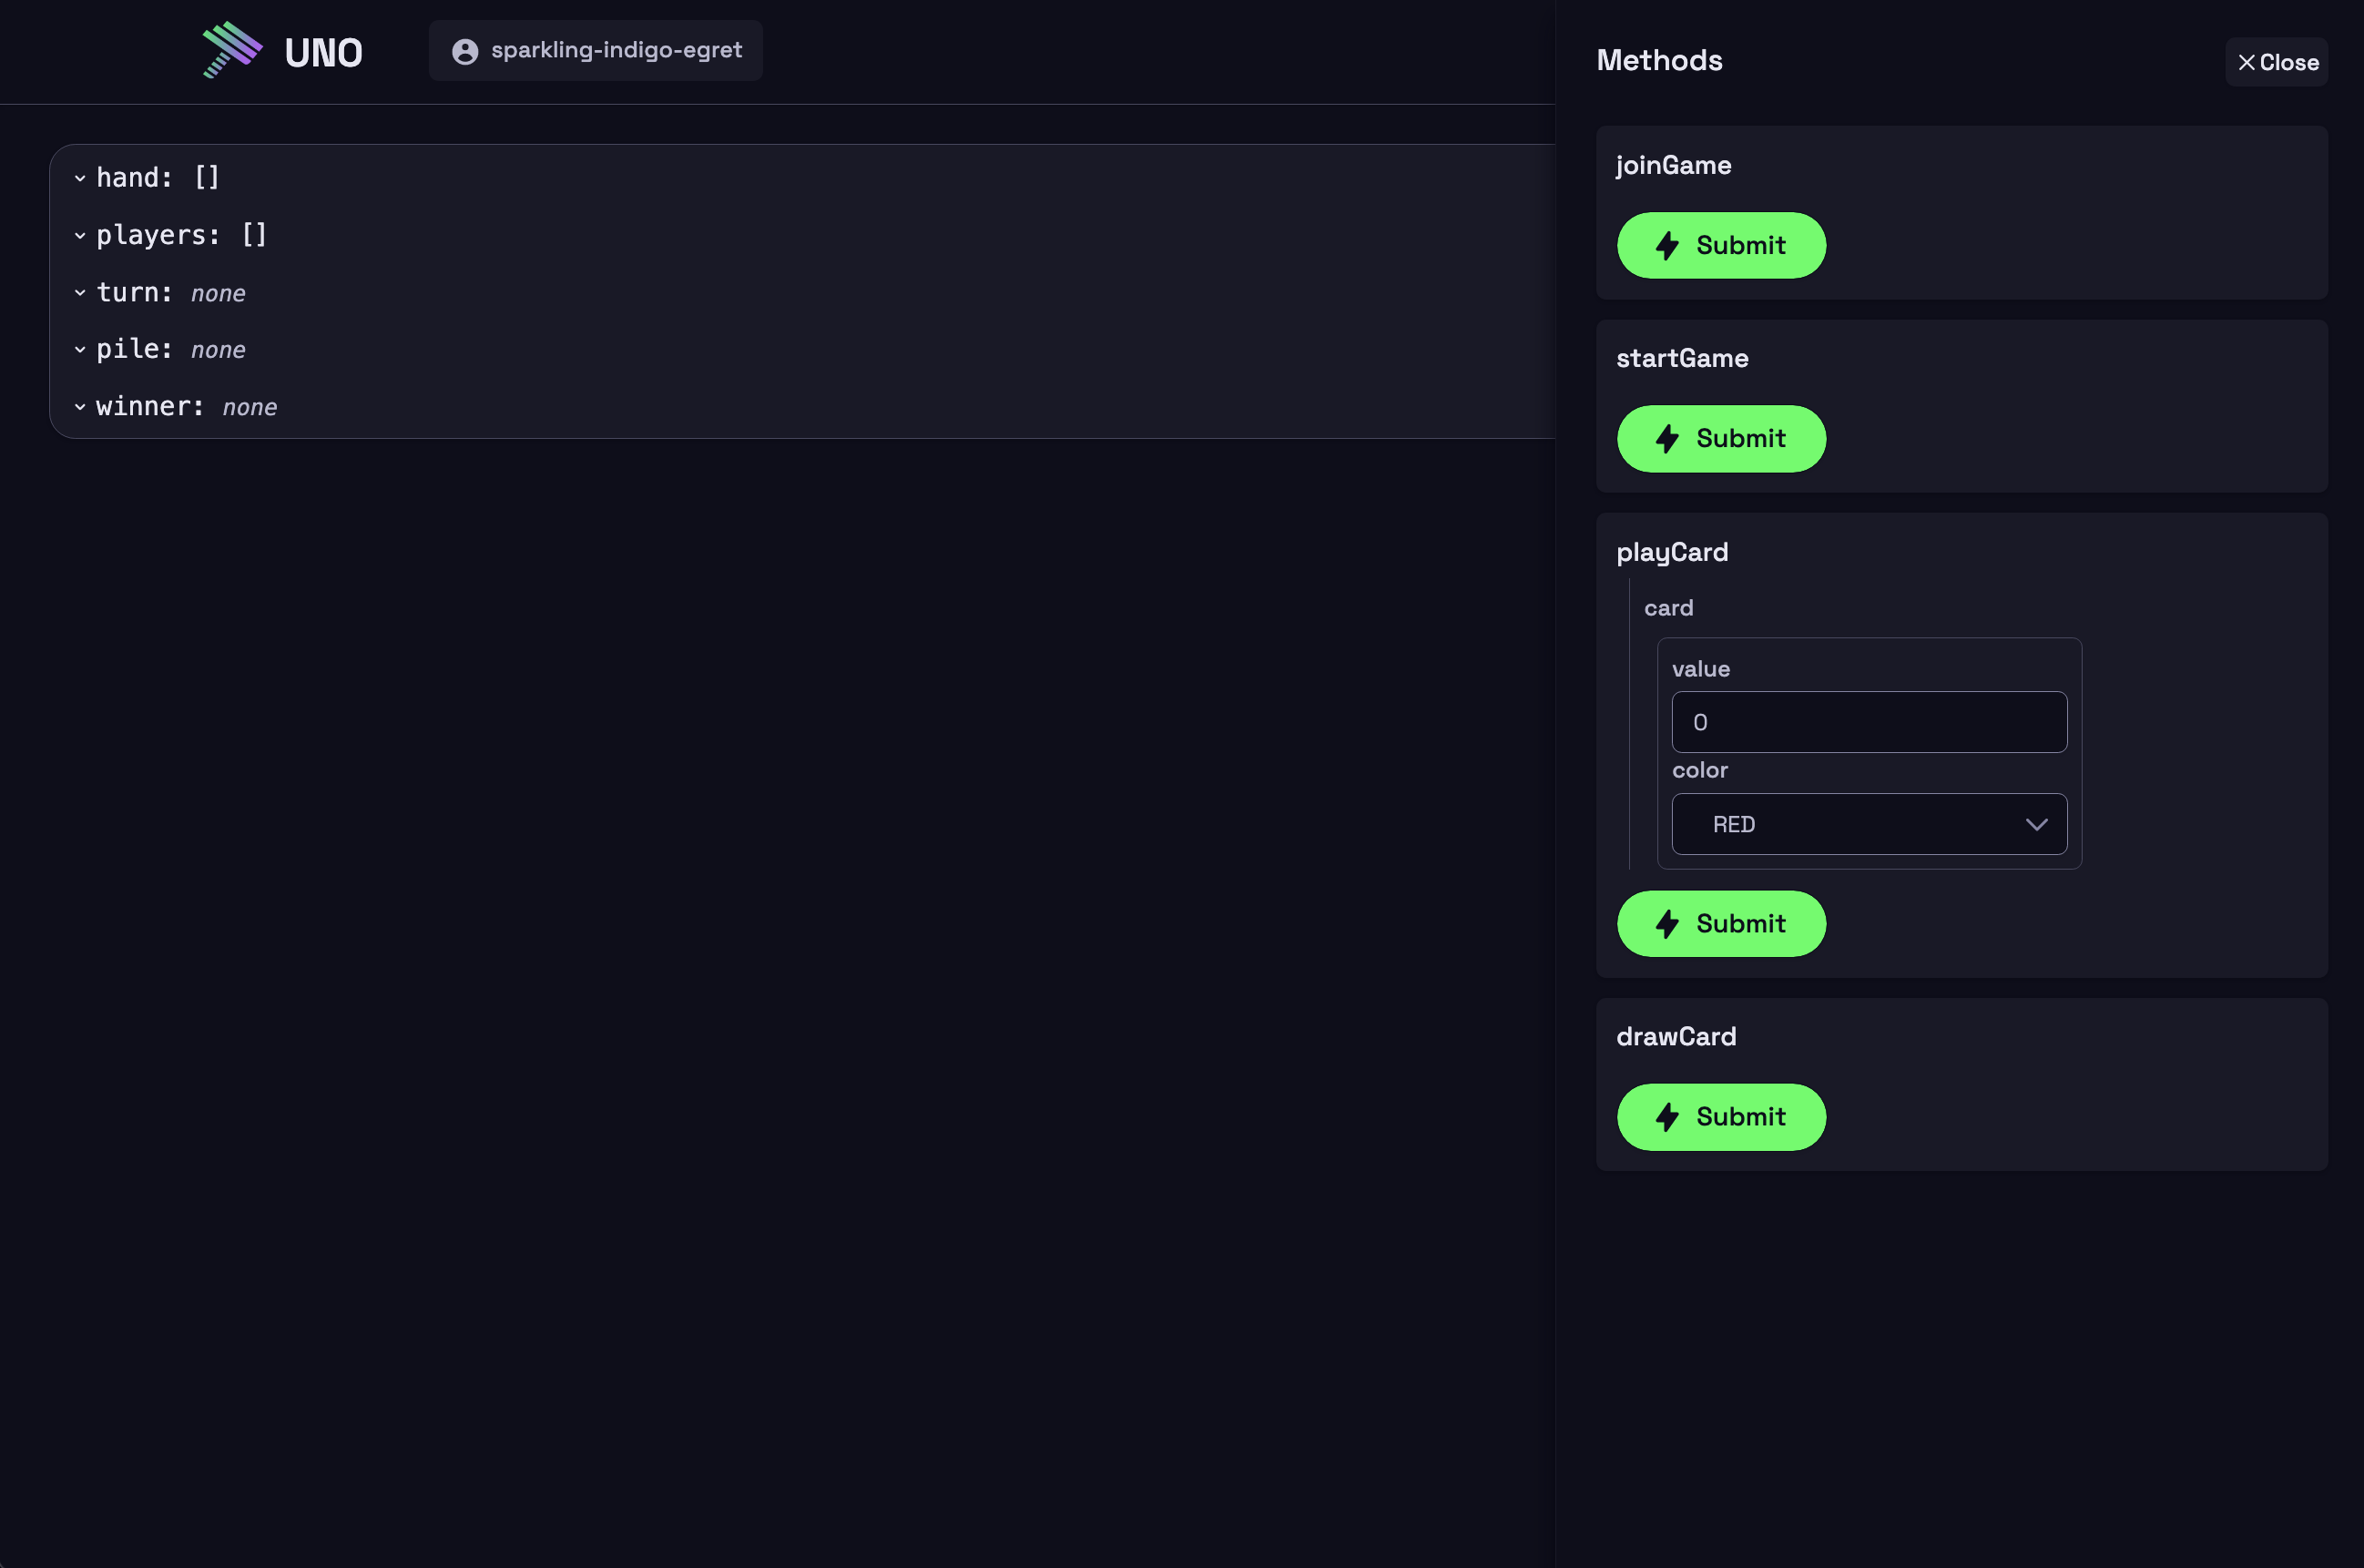 UNO
sparkling-indigo-egret
hand: []
players: []
turn: none
pile: none
winner: none
Methods
Close
joinGame
Submit
startGame
Submit
playCard
card
value
0
color
RED
Submit
drawCard
Submit